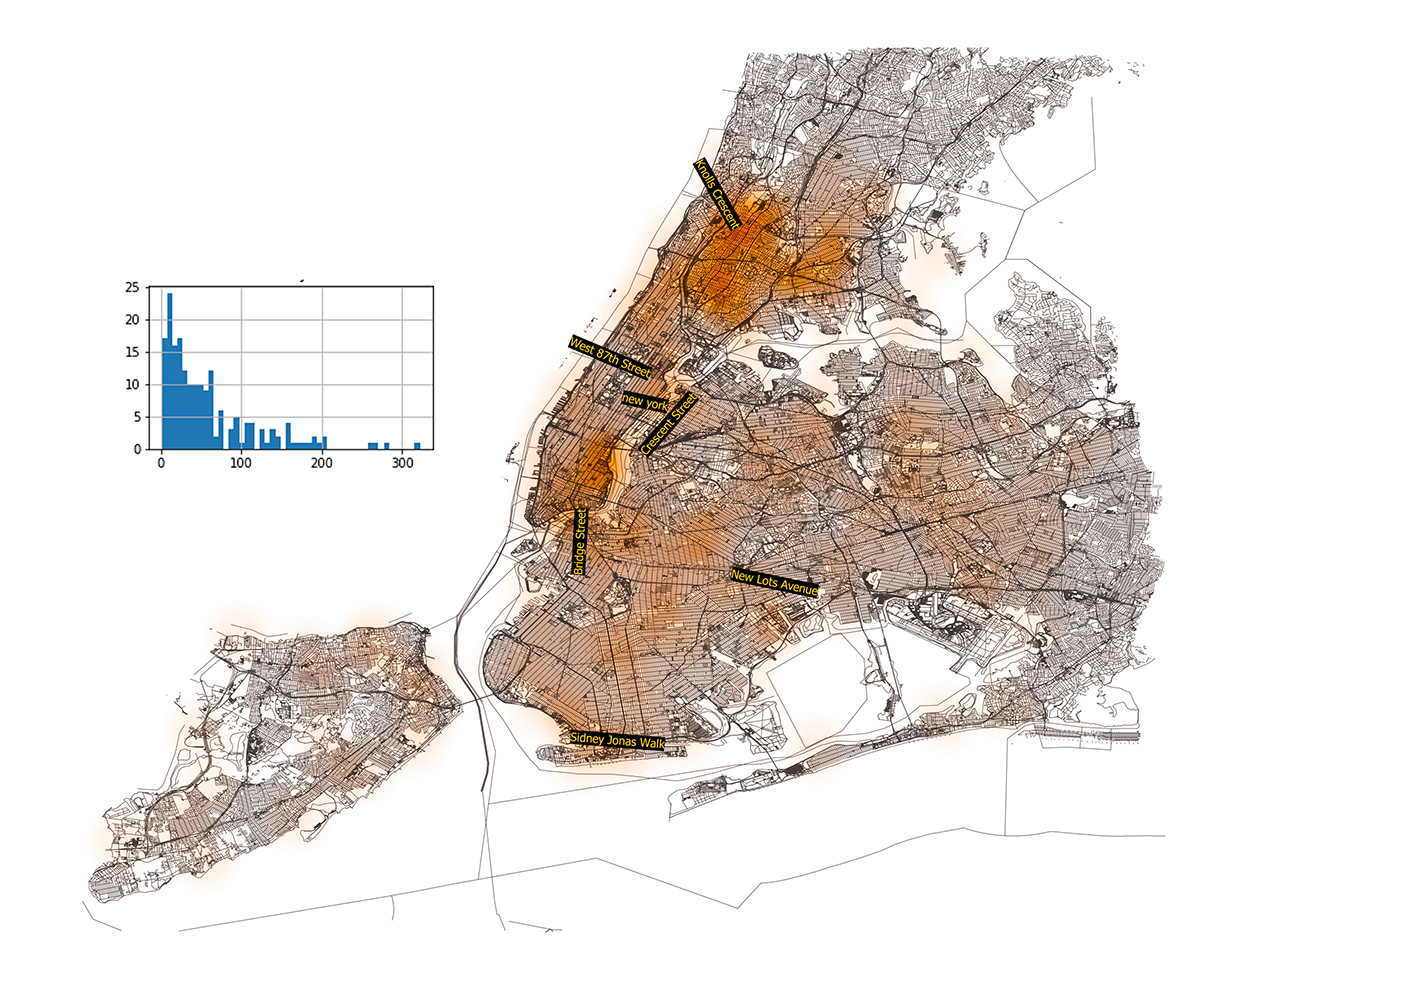 Knolls Crescent
25
20
15
10
5
0
0 100 200 300
West 87th Street
new york
Crescent Street
Bridge Street
New Lots Avenue
Sidney Jonas Walk